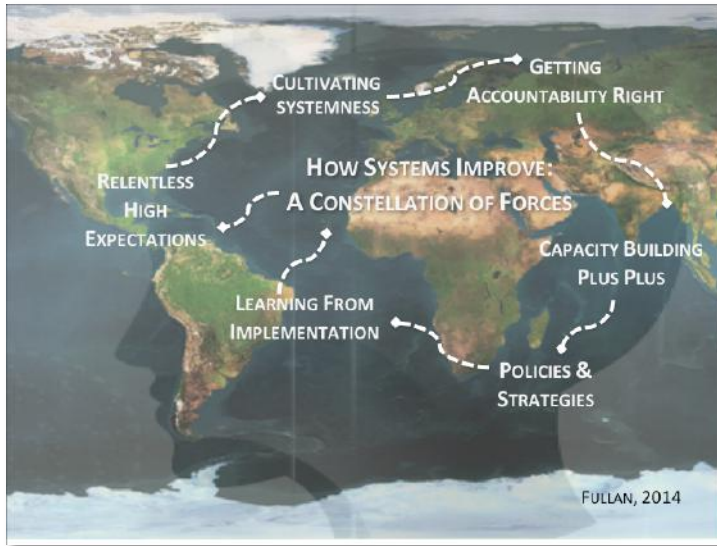 CULTIVATING
SYSTEMNESS
GETTING
ACCOUNTABILITY RIGHT
HOW SYSTEMS IMPROVE:
A CONSTELLATION OF FORCES
RELENTLESS
HIGH
EXPECTATIONS
CAPACITY BUILDING
PLUS PLUS
LEARNING FROM
IMPLEMENTATION
POLICIES &
STRATEGIES
FULLAN, 2014